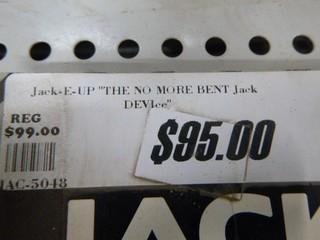 Jack-E-UP "THE NO MORE BENT Jack
DEVIce"
REG
$99.00
$95.00
JAC-5048
JACK